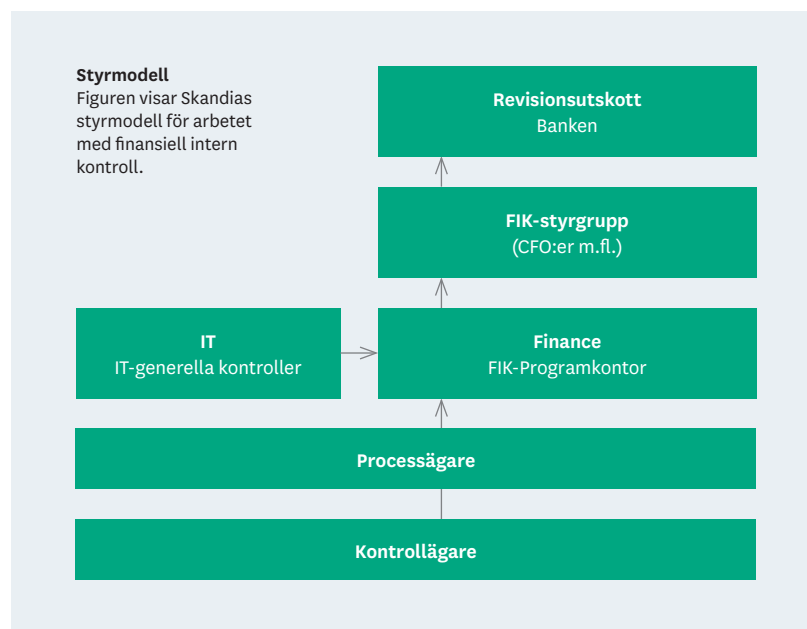 Styrmodell
Figuren visar Skandias
styrmodell för arbetet
med finansiell intern
kontroll.
Revisionsutskott
Banken
FIK-styrgrupp
(CFO:er m.fl.)
IT
IT-generella kontroller
Finance
FIK-Programkontor
Processägare
Kontrollägare